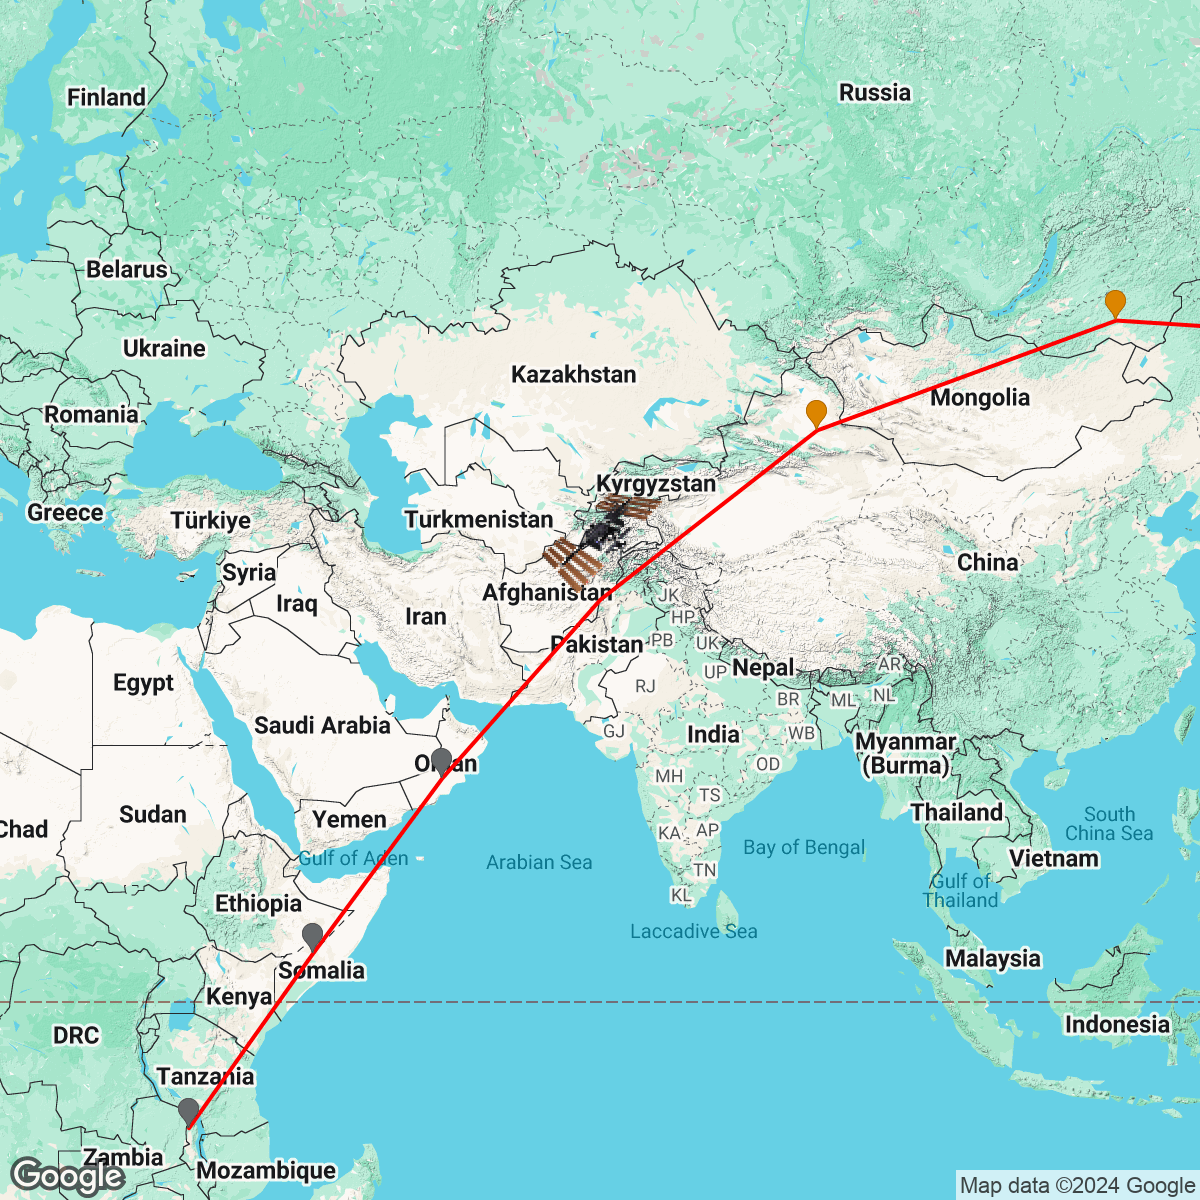 Russia
Finland
Belarus
Ukraine
Kazakhstan
Mongolia
Romania
Kyrgyzstan
Greece
Türkiye
Turkmenistan
China
Syria
Afghanistan
Iraq
Iran
JK
HP
Pakistan
PB
UK
Nepal
UP
AR
Egypt
RJ
BR
ML
NL
Saudi Arabia
GJ
India
WB
Myanmar
(Burma)
Oman
OD
MH
TS
Sudan
Yemen
Thailand
South
China Sea
Chad
KA
AP
Bay of Bengal
Gulf of Aden
Arabian Sea
Vietnam
TN
Gulf of
Thailand
KL
Ethiopia
Laccadive Sea
Malaysia
Somalia
Kenya
Indonesia
DRC
Tanzania
Zambia
Mozambique
Google
Map data ©2024 Google